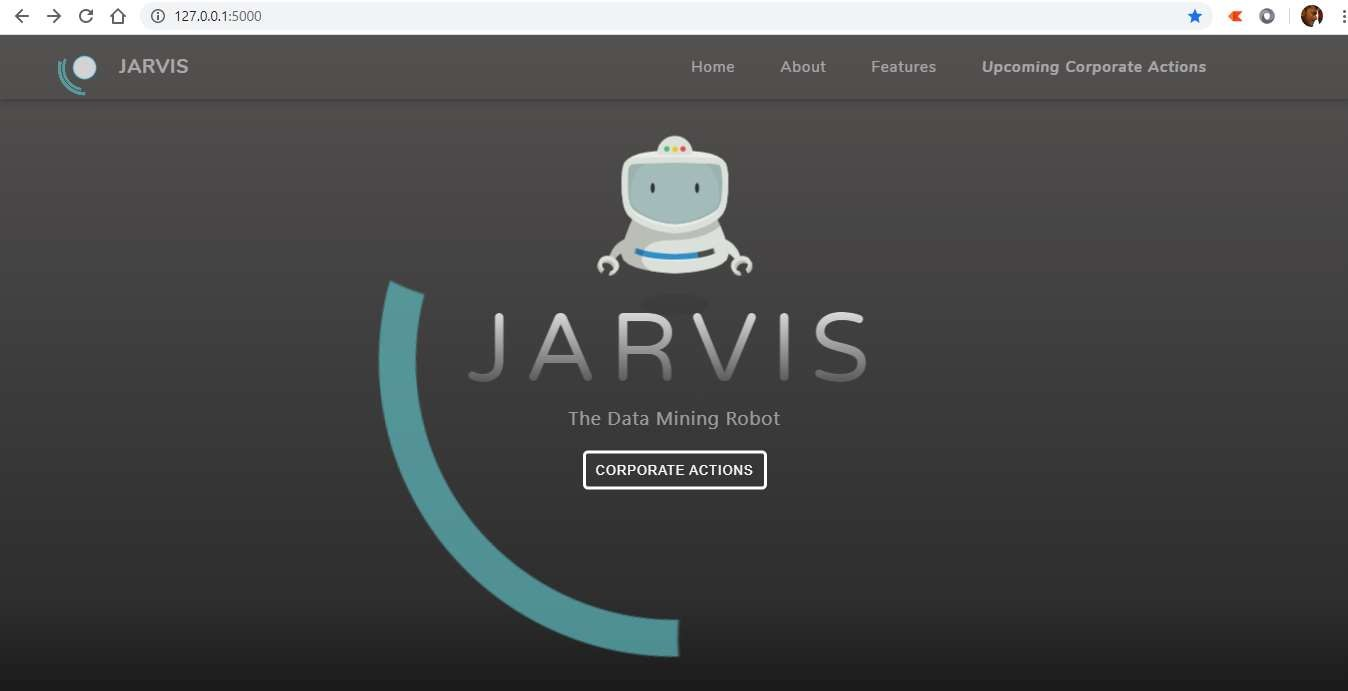 127.0.0.1:5000
JARVIS Home About Features Upcoming Corporate Actions
JARVIS
The Data Mining Robot
CORPORATE ACTIONS